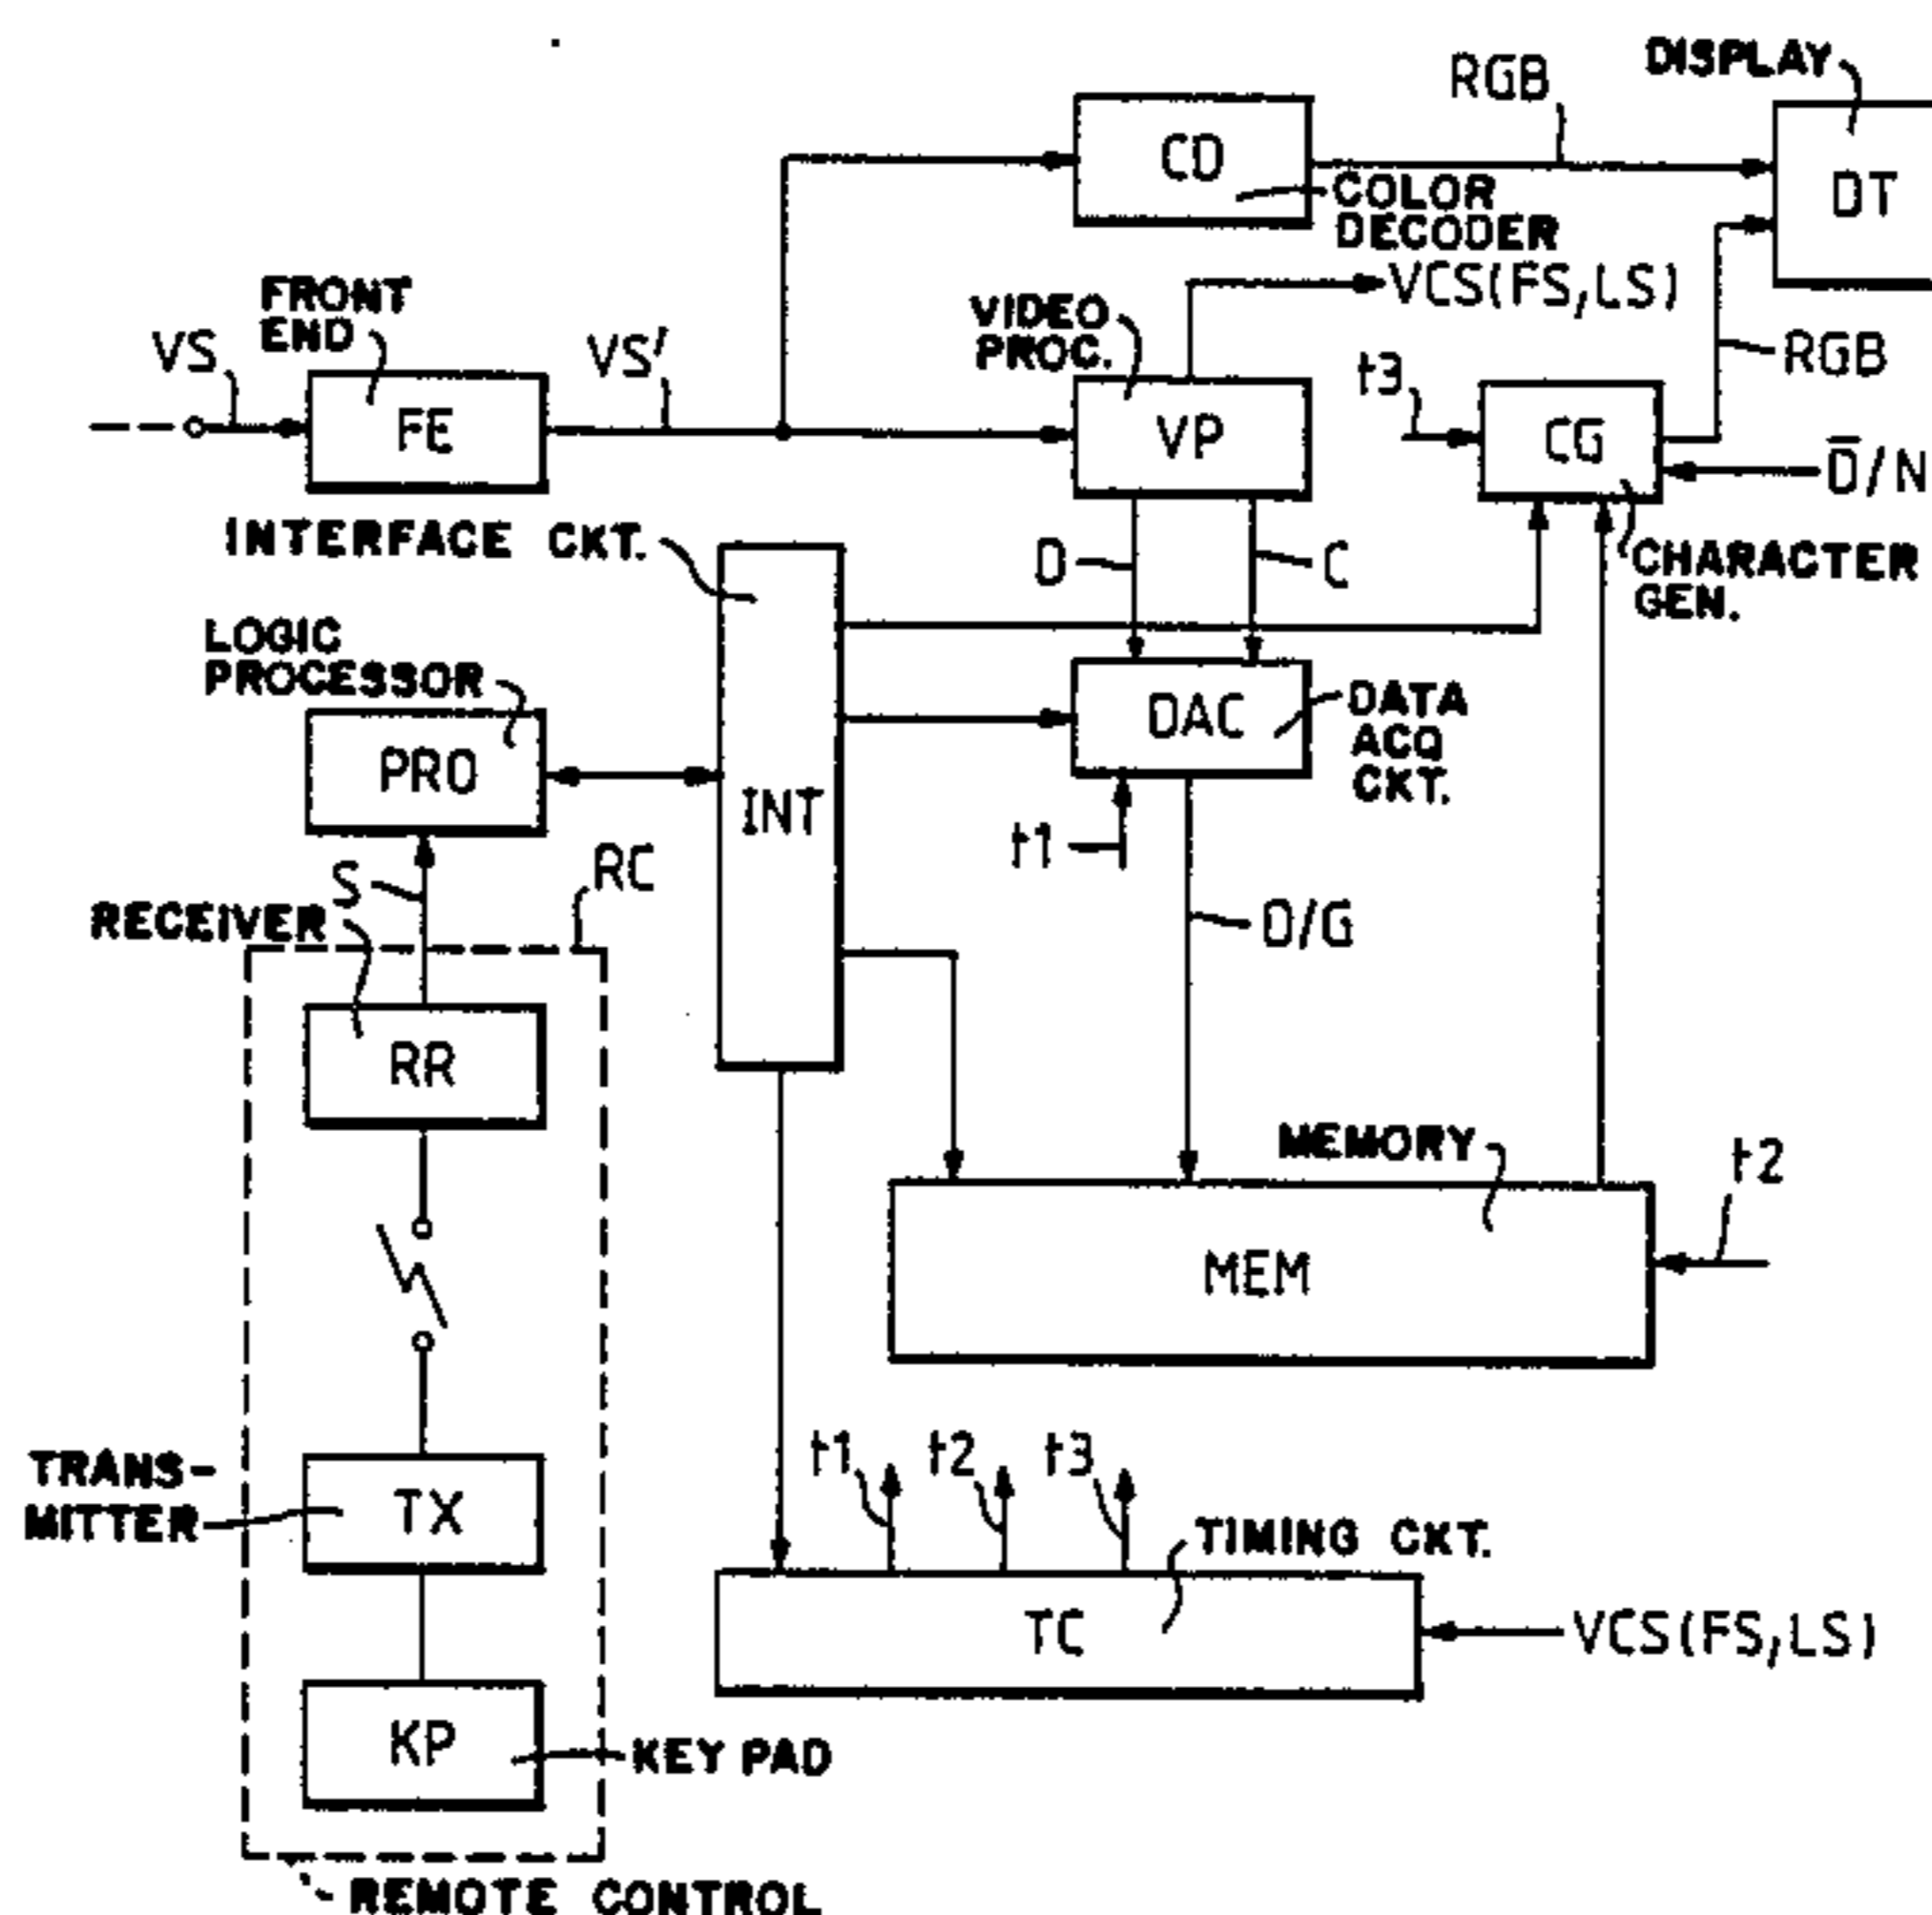 DISPLAY
RGB
CD
DT
COLOR
DECODER
VCS(FS,LS)
FRONT
END
VIDEO
PROC.
VS
VS'
RGB
t3
FE
VP
CG
D̅/N
INTERFACE CKT.
D
C
CHARACTER
GEN.
LOGIC
PROCESSOR
DAC
DATA
ACQ
CKT.
PRO
INT
t1
S
RC
RECEIVER
D/G
RR
MEMORY
t2
MEM
TRANS-
MITTER
TX
t1
t2
t3
TIMING CKT.
TC
VCS(FS,LS)
KP
KEY PAD
REMOTE CONTROL